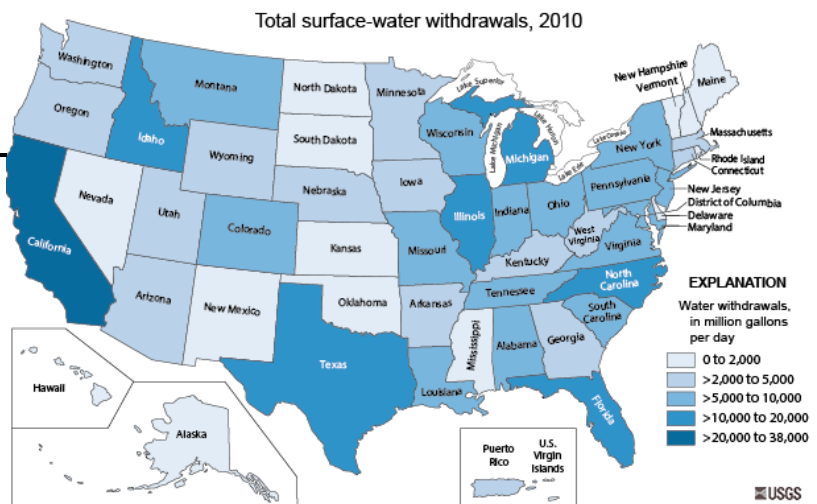 Total surface-water withdrawals, 2010
Washington
Oregon
Idaho
Montana
North Dakota
South Dakota
Minnesota
Wisconsin
Lake Superior
Lake Michigan
Lake Huron
Lake Erie
Lake Ontario
Michigan
New Hampshire
Vermont
Maine
New York
Massachusetts
Rhode Island
Connecticut
Pennsylvania
New Jersey
District of Columbia
Delaware
Maryland
Wyoming
Nebraska
Iowa
Illinois
Indiana
Ohio
West
Virginia
Virginia
Nevada
Utah
Colorado
Kansas
Missouri
Kentucky
California
Arizona
New Mexico
Oklahoma
Arkansas
Tennessee
North
Carolina
South
Carolina
Texas
Louisiana
Mississippi
Alabama
Georgia
Florida
Hawaii
Alaska
Puerto
Rico
U.S.
Virgin
Islands
EXPLANATION
Water withdrawals,
in million gallons
per day
0 to 2,000
>2,000 to 5,000
>5,000 to 10,000
>10,000 to 20,000
>20,000 to 38,000
USGS